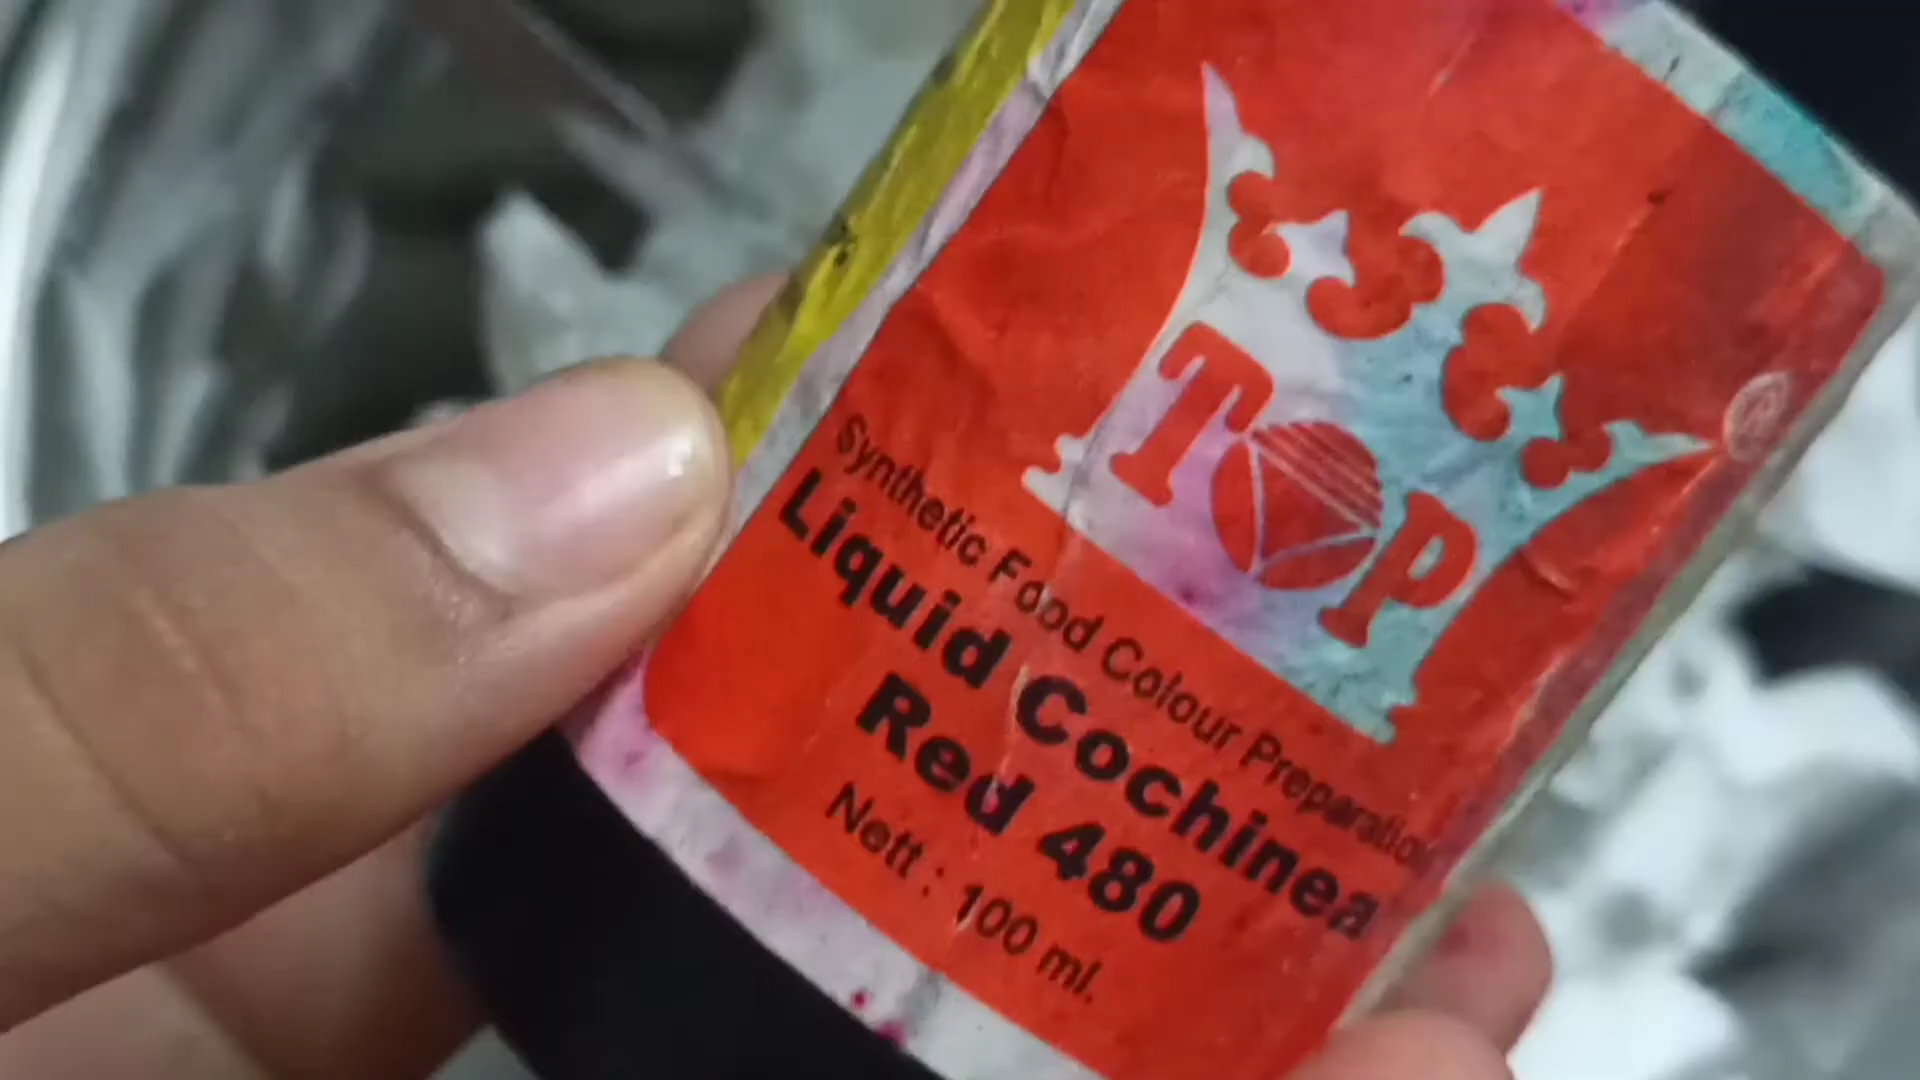 TOP
®
Synthetic Food Colour Preparation
Liquid Cochinea
Red 480
Nett : 100 ml.